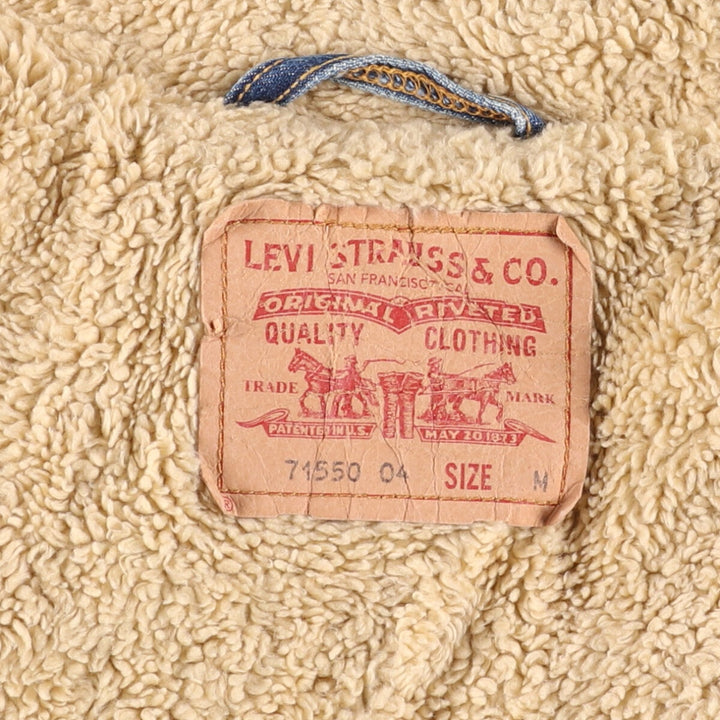 LEVI STRAUSS & CO.
SAN FRANCISCO CAL
ORIGINAL RIVETED
QUALITY CLOTHING
TRADE MARK
PATENTED IN U.S. MAY 20 1873
71550 04 SIZE M
®